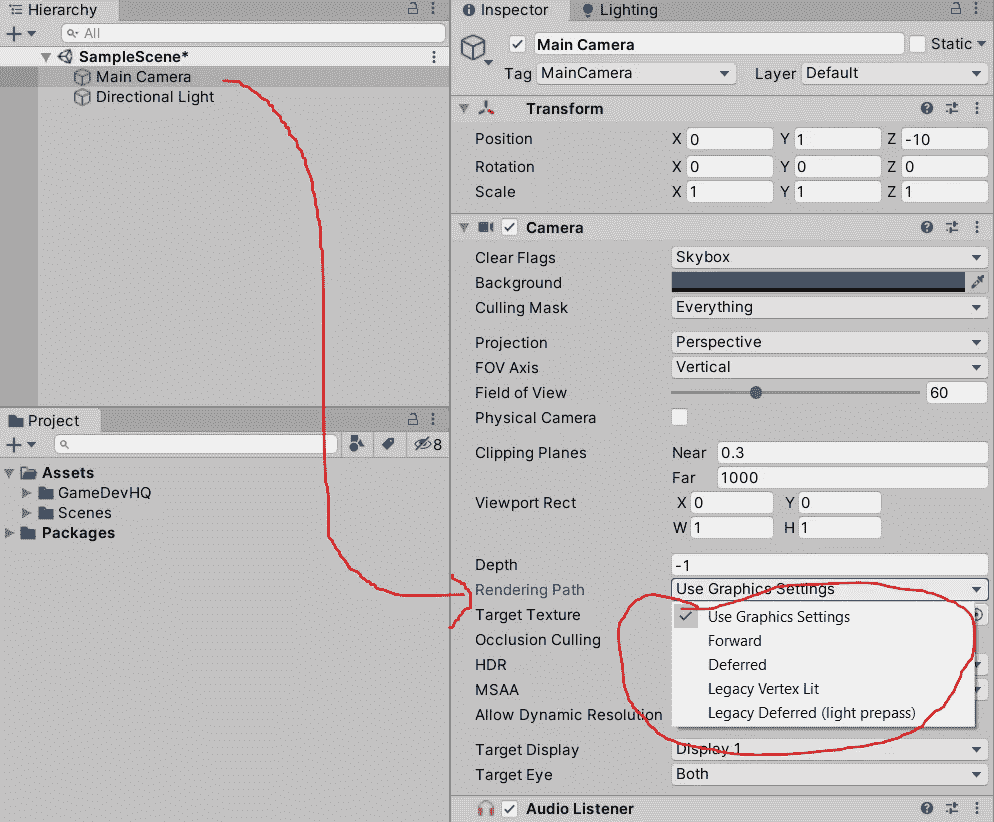 Hierarchy
All
SampleScene*
Main Camera
Directional Light
Project
8
Assets
GameDevHQ
Scenes
Packages
Inspector Lighting
Main Camera Static
Tag MainCamera Layer Default
Transform
Position X 0 Y 1 Z -10
Rotation X 0 Y 0 Z 0
Scale X 1 Y 1 Z 1
Camera
Clear Flags Skybox
Background
Culling Mask Everything
Projection Perspective
FOV Axis Vertical
Field of View 60
Physical Camera
Clipping Planes Near 0.3
Far 1000
Viewport Rect X 0 Y 0
W 1 H 1
Depth -1
Rendering Path Use Graphics Settings
Target Texture Use Graphics Settings
Occlusion Culling Forward
HDR Deferred
MSAA Legacy Vertex Lit
Allow Dynamic Resolution Legacy Deferred (light prepass)
Target Display Display 1
Target Eye Both
Audio Listener